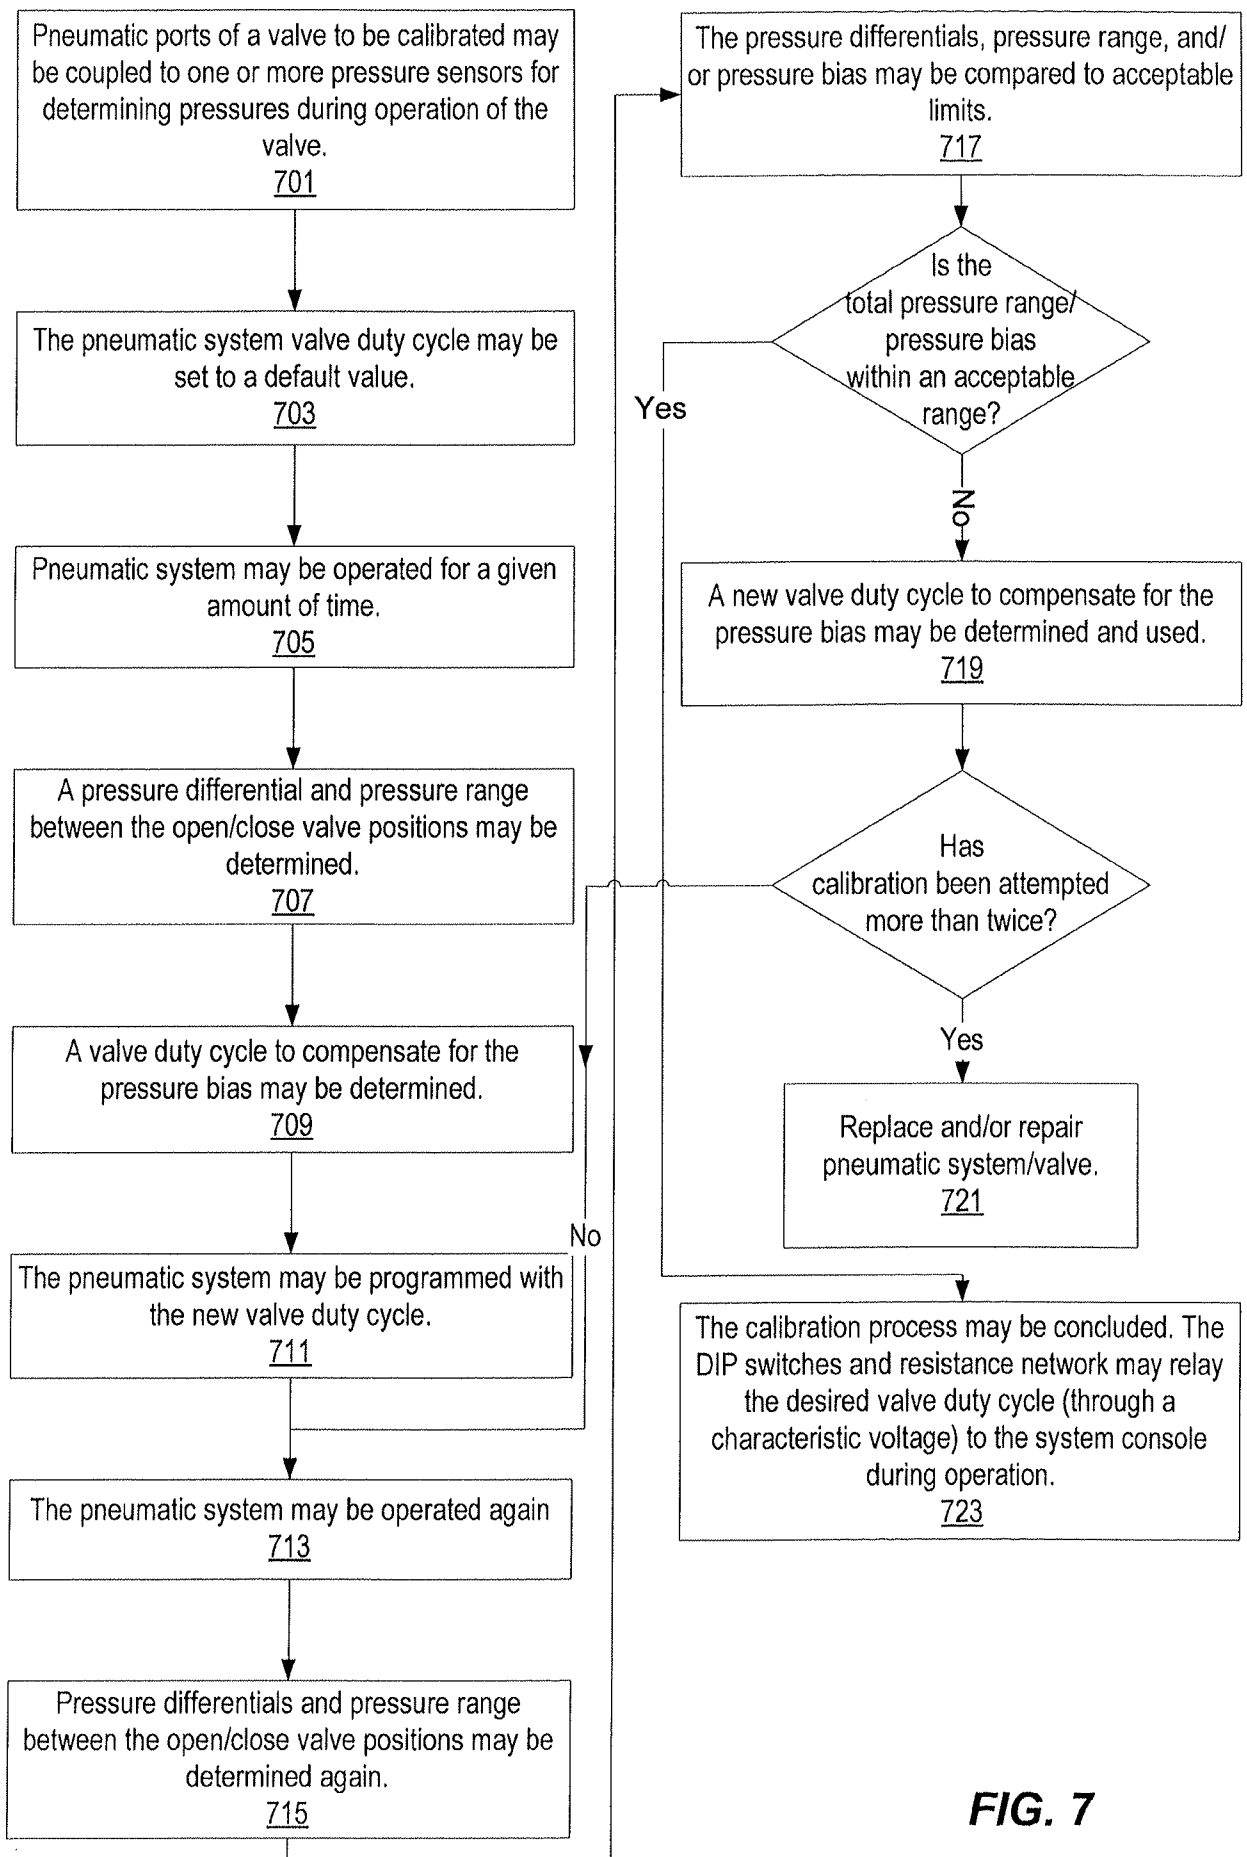 Pneumatic ports of a valve to be calibrated may
be coupled to one or more pressure sensors for
determining pressures during operation of the
valve.
701
The pneumatic system valve duty cycle may be
set to a default value.
703
Pneumatic system may be operated for a given
amount of time.
705
A pressure differential and pressure range
between the open/close valve positions may be
determined.
707
A valve duty cycle to compensate for the
pressure bias may be determined.
709
The pneumatic system may be programmed with
the new valve duty cycle.
711
The pneumatic system may be operated again
713
Pressure differentials and pressure range
between the open/close valve positions may be
determined again.
715
The pressure differentials, pressure range, and/
or pressure bias may be compared to acceptable
limits.
717
Is the
total pressure range/
pressure bias
within an acceptable
range?
Yes
No
A new valve duty cycle to compensate for the
pressure bias may be determined and used.
719
Has
calibration been attempted
more than twice?
No
Yes
Replace and/or repair
pneumatic system/valve.
721
The calibration process may be concluded. The
DIP switches and resistance network may relay
the desired valve duty cycle (through a
characteristic voltage) to the system console
during operation.
723
FIG. 7